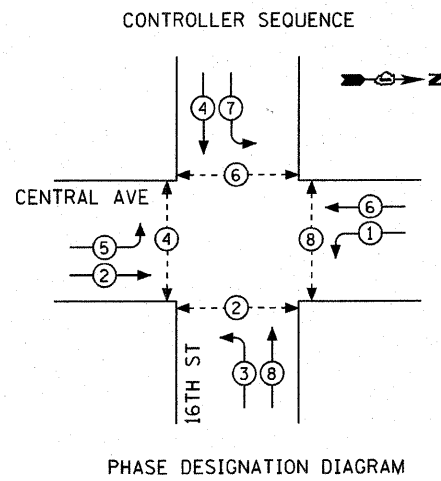 CONTROLLER SEQUENCE
4 7
N
6
CENTRAL AVE
6
5 4 8 1
2
2
16TH ST
3 8
PHASE DESIGNATION DIAGRAM